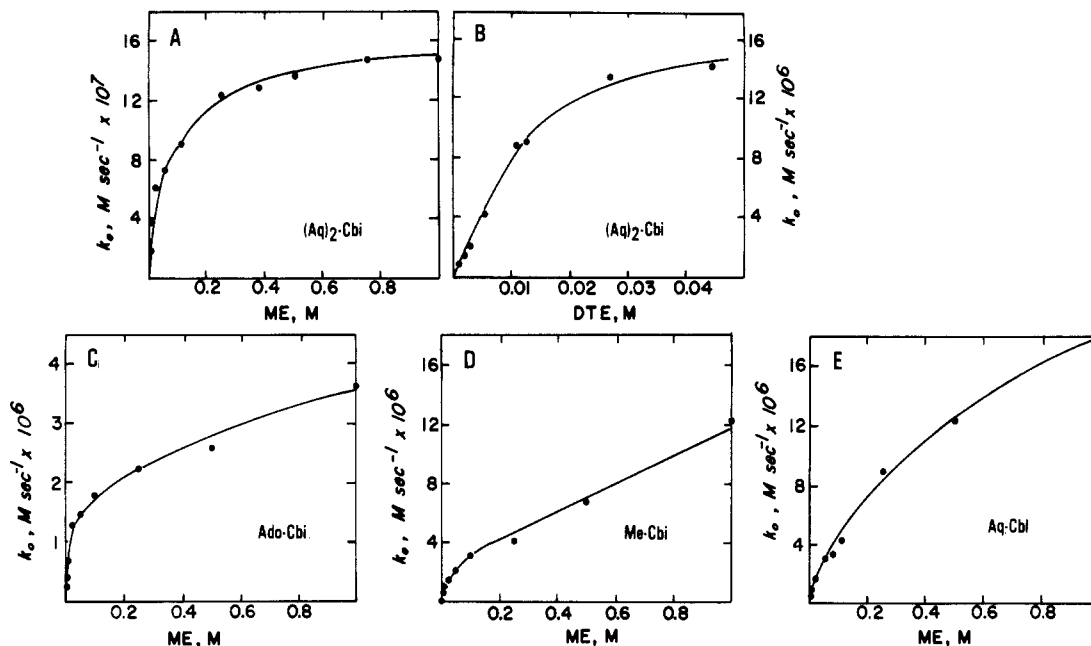 A
k₀, M sec⁻¹ x 10⁷
16
12
8
4
(Aq)₂-Cbi
0.2 0.4 0.6 0.8
ME, M
B
(Aq)₂-Cbi
0.01 0.02 0.03 0.04
DTE, M
16
12
8
4
k₀, M sec⁻¹ x 10⁶
C
k₀, M sec⁻¹ x 10⁶
4
3
2
1
Ado-Cbi
0.2 0.4 0.6 0.8
ME, M
D
k₀, M sec⁻¹ x 10⁶
16
12
8
4
Me-Cbi
0 0.2 0.4 0.6 0.8
ME, M
E
k₀, M sec⁻¹ x 10⁶
16
12
8
4
Aq-Cbl
0.2 0.4 0.6 0.8
ME, M